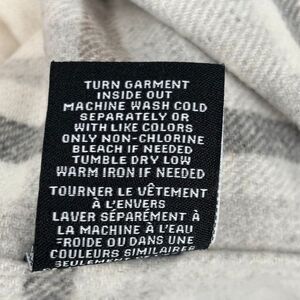 TURN GARMENT
INSIDE OUT
MACHINE WASH COLD
SEPARATELY OR
WITH LIKE COLORS
ONLY NON-CHLORINE
BLEACH IF NEEDED
TUMBLE DRY LOW
WARM IRON IF NEEDED
TOURNER LE VÊTEMENT
À L'ENVERS
LAVER SÉPARÉMENT À
LA MACHINE À L'EAU
FROIDE OU DANS UNE
COULEURS SIMILAIRES
SEULEMENT